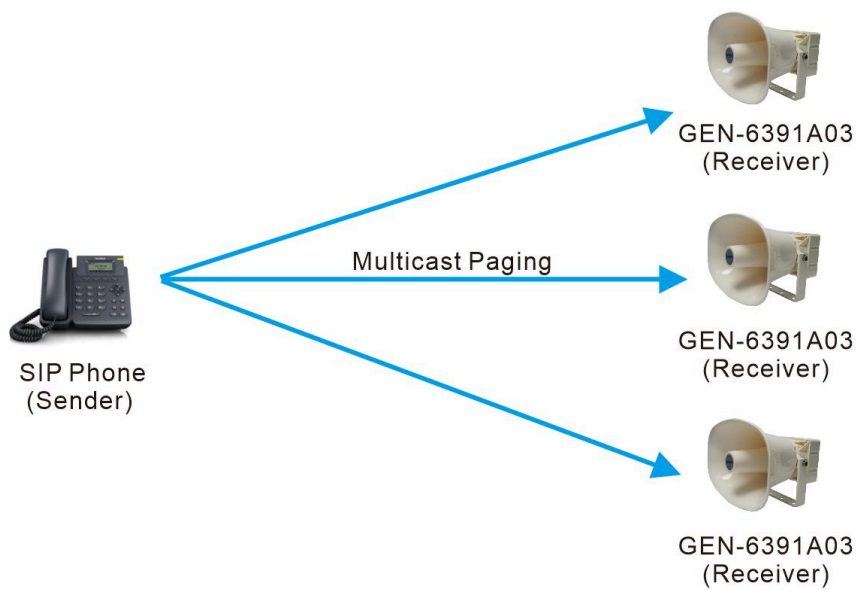 GEN-6391A03
(Receiver)
Multicast Paging
GEN-6391A03
(Receiver)
SIP Phone
(Sender)
GEN-6391A03
(Receiver)